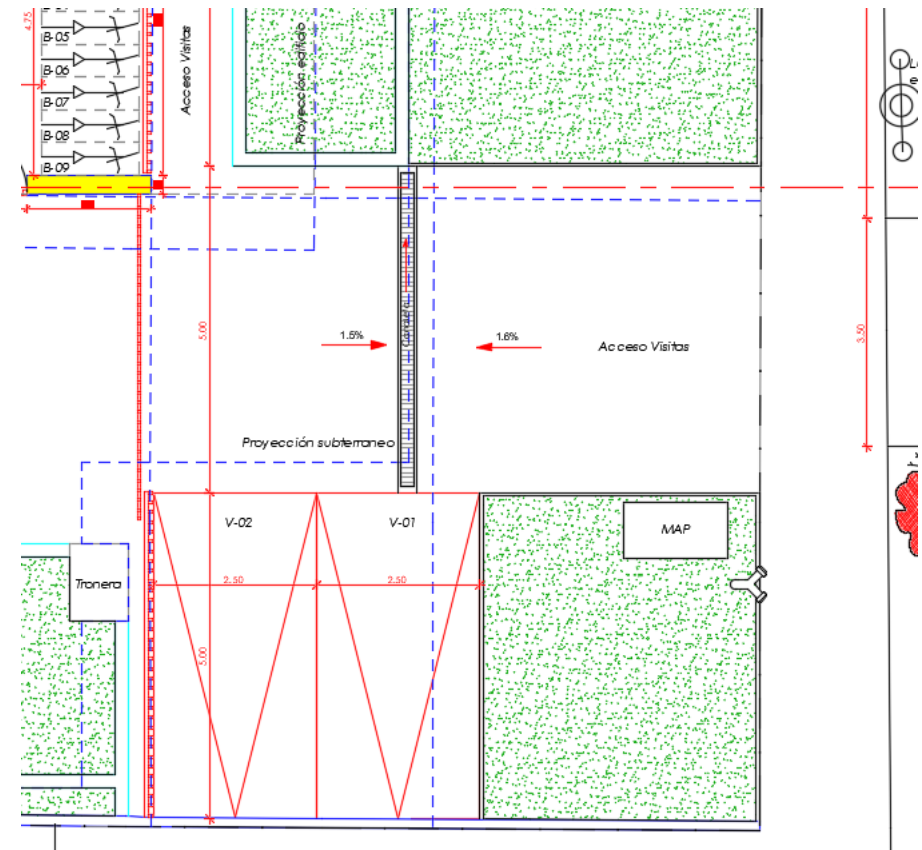 4.75
B-05
B-06
B-07
B-08
B-09
Acceso Visitas
Proyección edificio
5.00
1.5%
1.6%
Acceso Visitas
3.50
Proyección subterraneo
V-02
V-01
MAP
Tronera
2.50
2.50
5.00